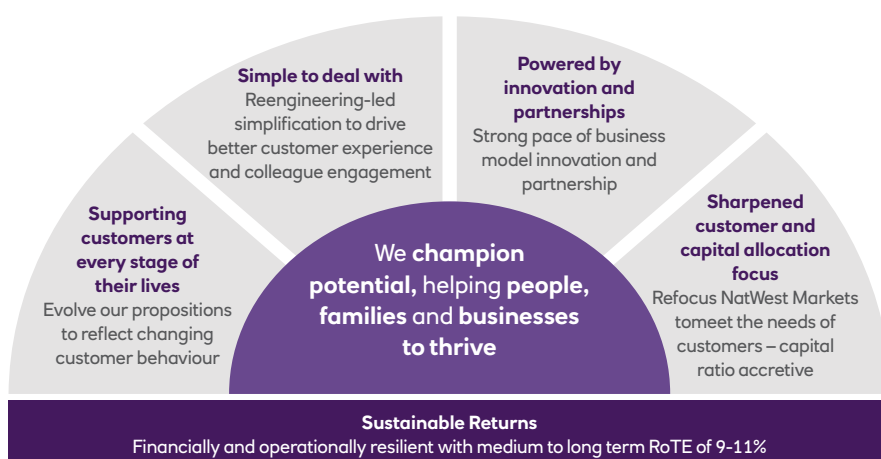 Supporting
customers at
every stage of
their lives
Evolve our propositions
to reflect changing
customer behaviour
Simple to deal with
Reengineering-led
simplification to drive
better customer experience
and colleague engagement
Powered by
innovation and
partnerships
Strong pace of business
model innovation and
partnership
Sharpened
customer and
capital allocation
focus
Refocus NatWest Markets
tomeet the needs of
customers – capital
ratio accretive
We champion
potential, helping people,
families and businesses
to thrive
Sustainable Returns
Financially and operationally resilient with medium to long term RoTE of 9-11%